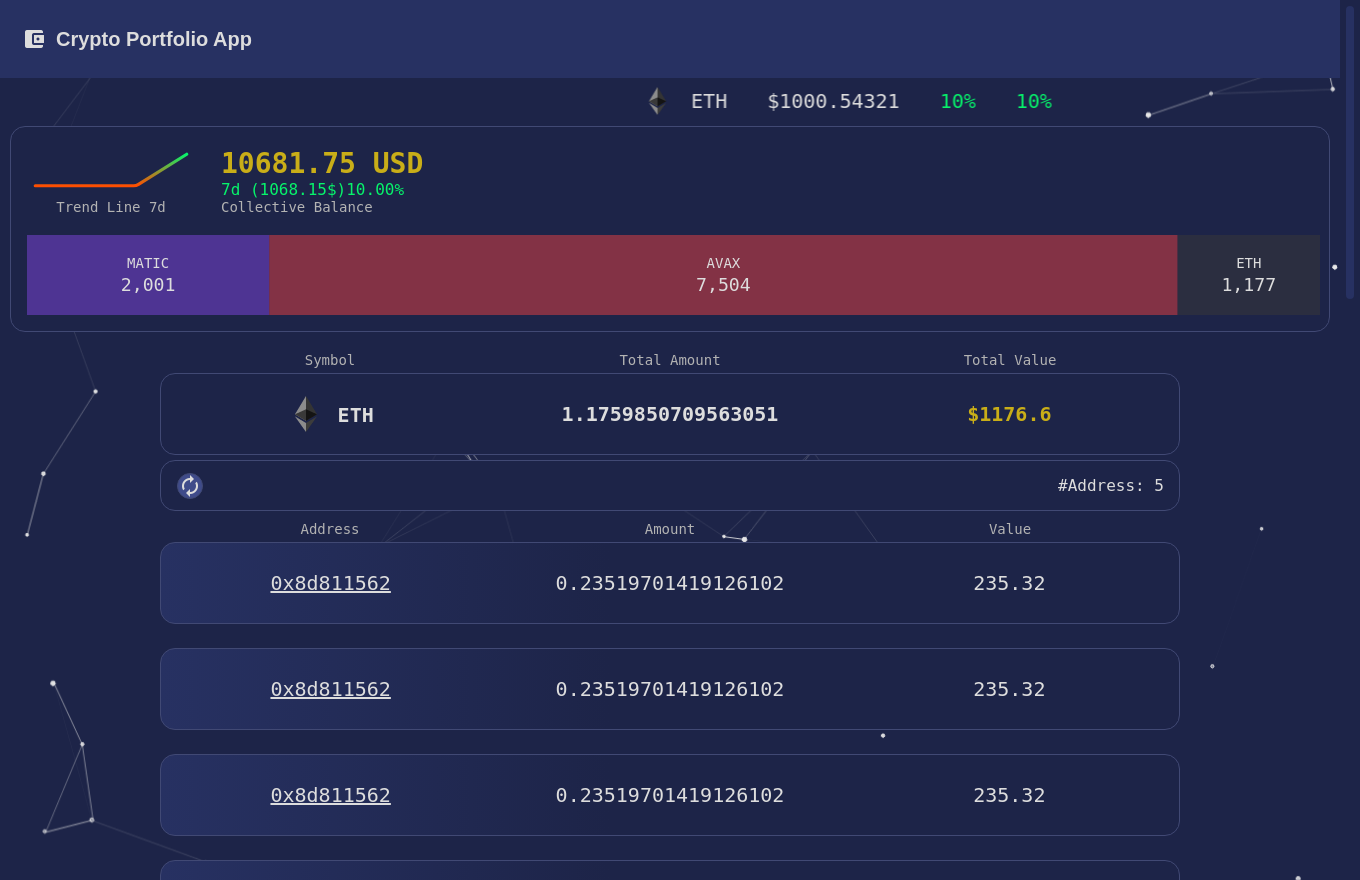 Crypto Portfolio App
ETH $1000.54321 10% 10%
10681.75 USD
7d (1068.15$)10.00%
Trend Line 7d
Collective Balance
MATIC
2,001
AVAX
7,504
ETH
1,177
Symbol Total Amount Total Value
ETH 1.1759850709563051 $1176.6
#Address: 5
Address Amount Value
0x8d811562 0.23519701419126102 235.32
0x8d811562 0.23519701419126102 235.32
0x8d811562 0.23519701419126102 235.32